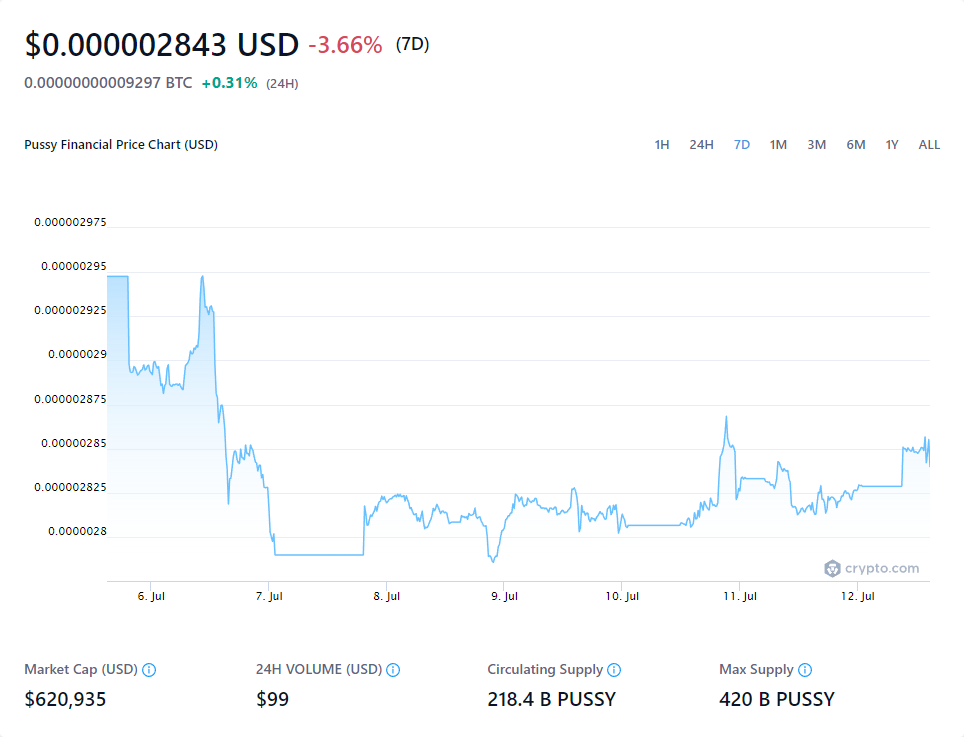 $0.000002843 USD -3.66% (7D)
0.00000000009297 BTC +0.31% (24H)
Pussy Financial Price Chart (USD) 1H 24H 7D 1M 3M 6M 1Y ALL
0.000002975
0.00000295
0.000002925
0.0000029
0.000002875
0.00000285
0.000002825
0.0000028
crypto.com
6. Jul 7. Jul 8. Jul 9. Jul 10. Jul 11. Jul 12. Jul
Market Cap (USD) 24H VOLUME (USD) Circulating Supply Max Supply
$620,935 $99 218.4 B PUSSY 420 B PUSSY